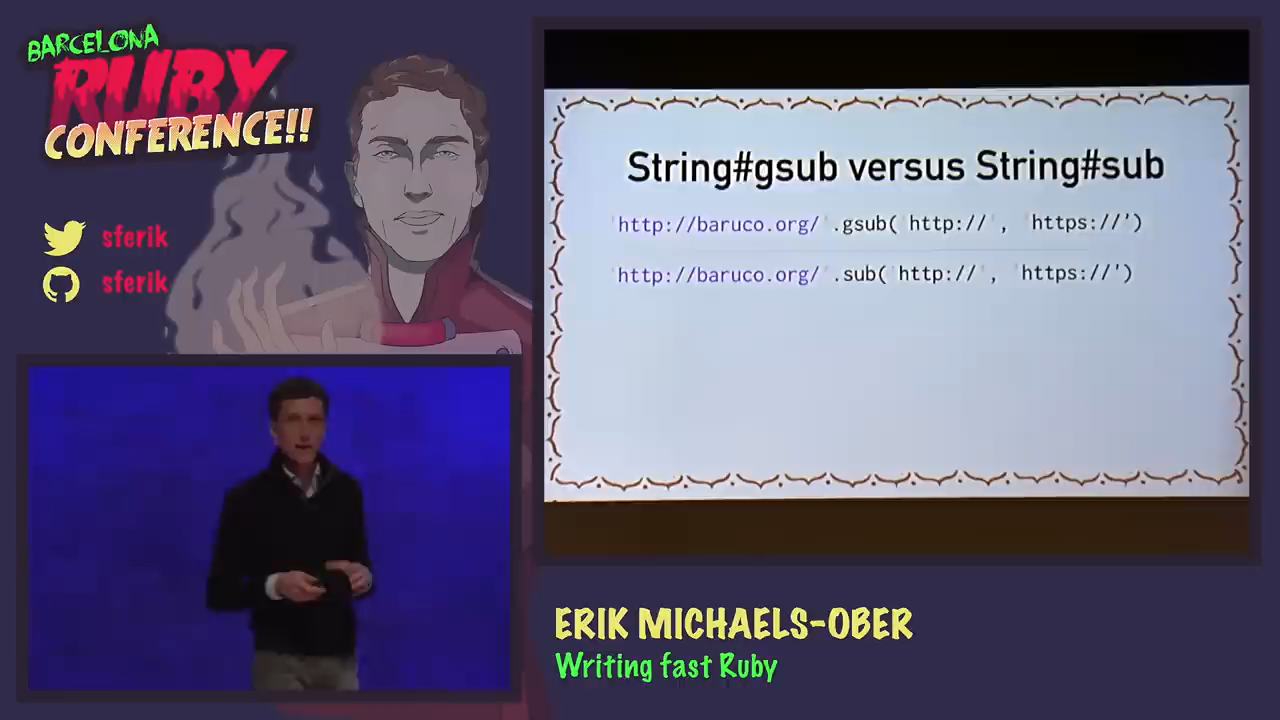 BARCELONA
RUBY
CONFERENCE!!
sferik
sferik
String#gsub versus String#sub
'http://baruco.org/'.gsub('http://', 'https://')
'http://baruco.org/'.sub('http://', 'https://')
ERIK MICHAELS-OBER
Writing fast Ruby